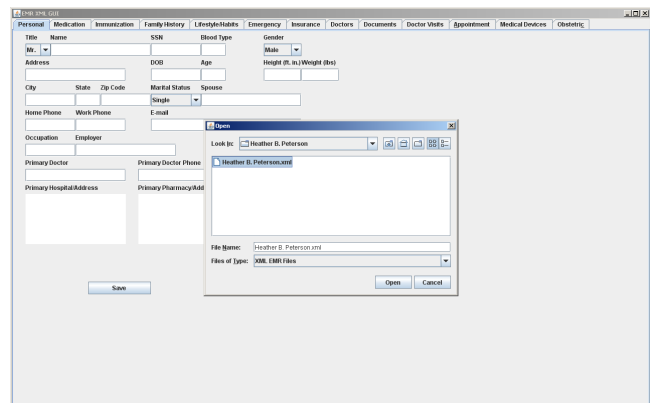 EMR XML GUI
Personal Medication Immunization Family History Lifestyle/Habits Emergency Insurance Doctors Documents Doctor Visits Appointment Medical Devices Obstetric
Title Name SSN Blood Type Gender
Mr. Male
Address DOB Age Height (ft. in.) Weight (lbs)
City State Zip Code Marital Status Spouse
Single
Home Phone Work Phone E-mail
Open
Occupation Employer
Look In: Heather B. Peterson
Primary Doctor Primary Doctor Phone
Heather B. Peterson.xml
Primary Hospital/Address Primary Pharmacy/Add
File Name: Heather B. Peterson.xml
Files of Type: XML EMR Files
Open Cancel
Save